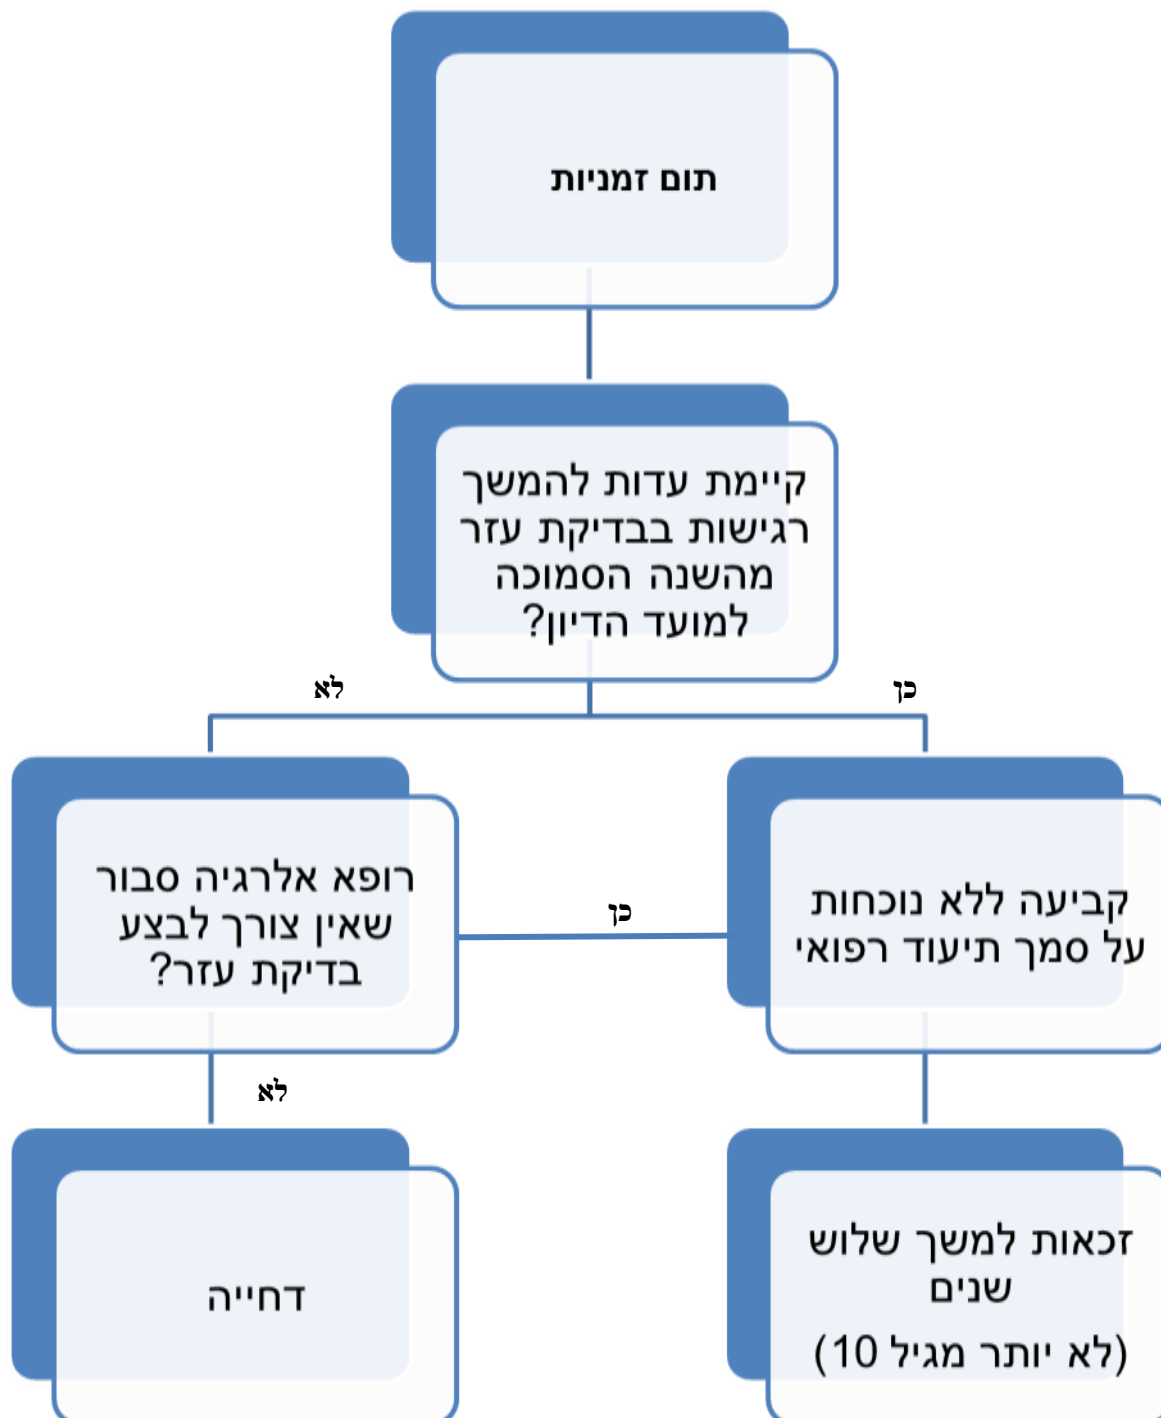 תום זמניות
קיימת עדות להמשך
רגישות בבדיקת עזר
מהשנה הסמוכה
למועד הדיון?
כן
לא
קביעה ללא נוכחות
על סמך תיעוד רפואי
כן
רופא אלרגיה סבור
שאין צורך לבצע
בדיקת עזר?
לא
זכאות למשך שלוש
שנים
(לא יותר מגיל 10)
דחייה